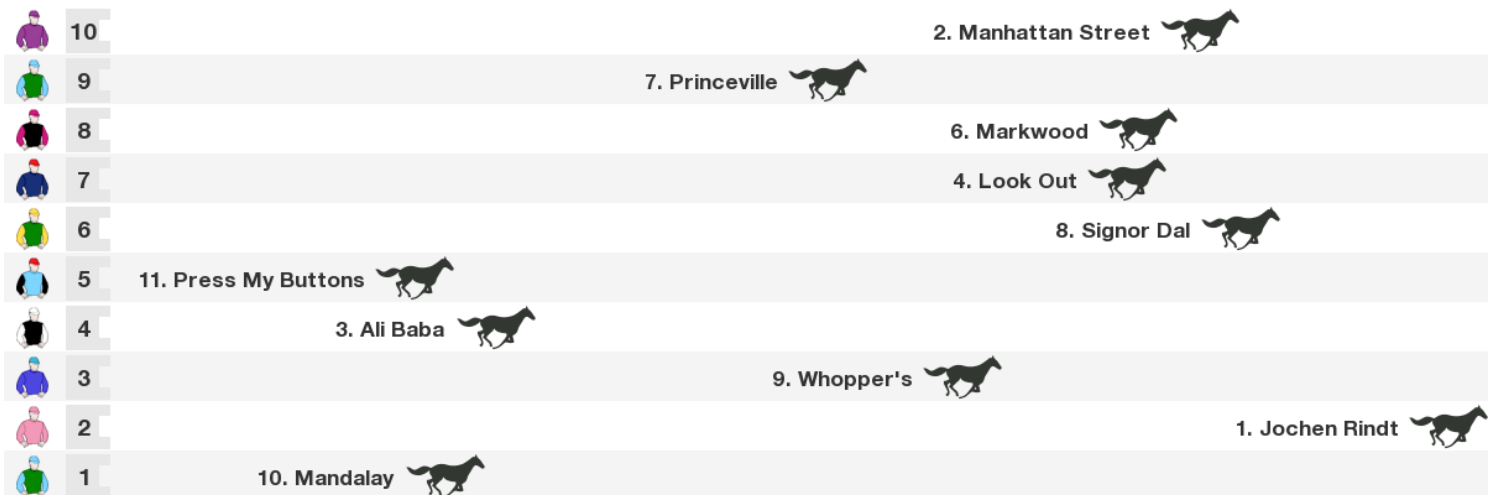 10 2. Manhattan Street
9 7. Princeville
8 6. Markwood
7 4. Look Out
6 8. Signor Dal
5 11. Press My Buttons
4 3. Ali Baba
3 9. Whopper's
2 1. Jochen Rindt
1 10. Mandalay